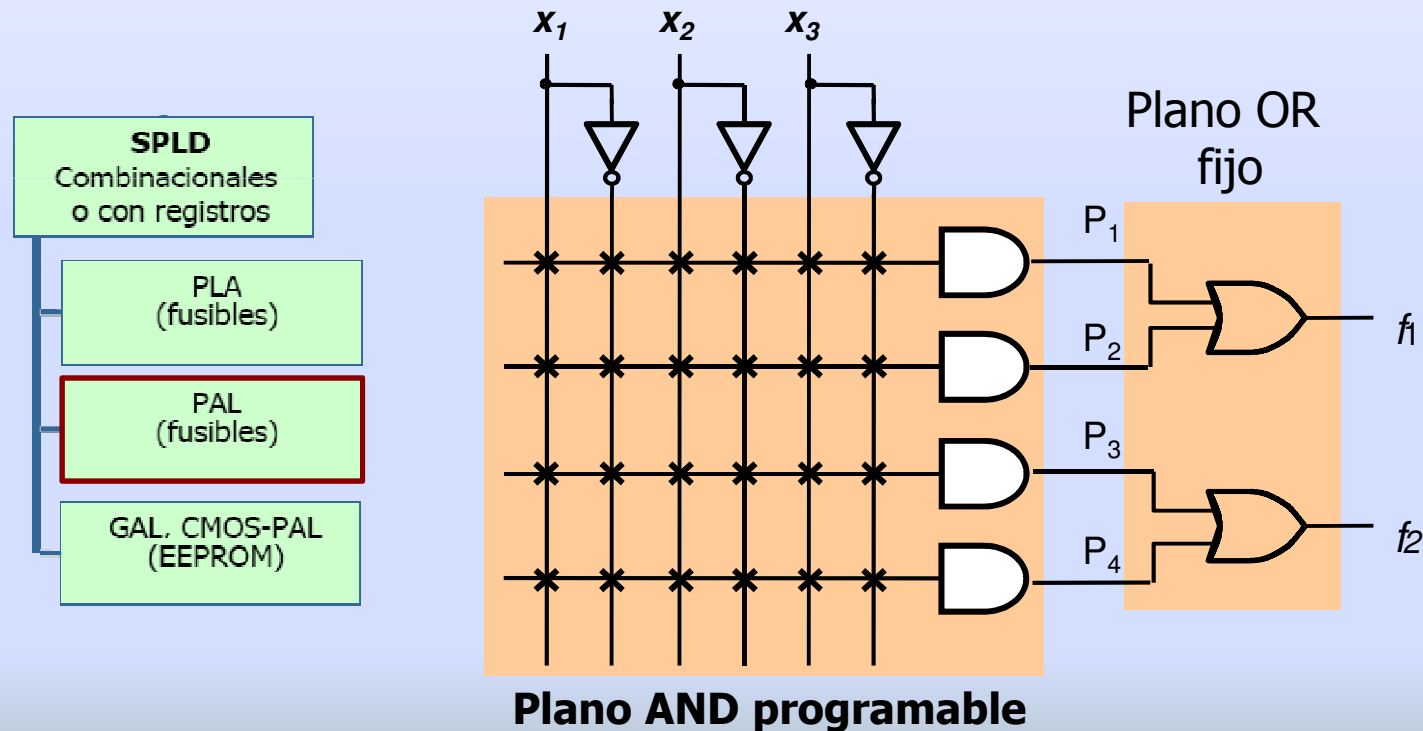 SPLD
Combinacionales
o con registros
PLA
(fusibles)
PAL
(fusibles)
GAL, CMOS-PAL
(EEPROM)
x1 x2 x3
Plano OR
fijo
P1
P2
P3
P4
f1
f2
Plano AND programable